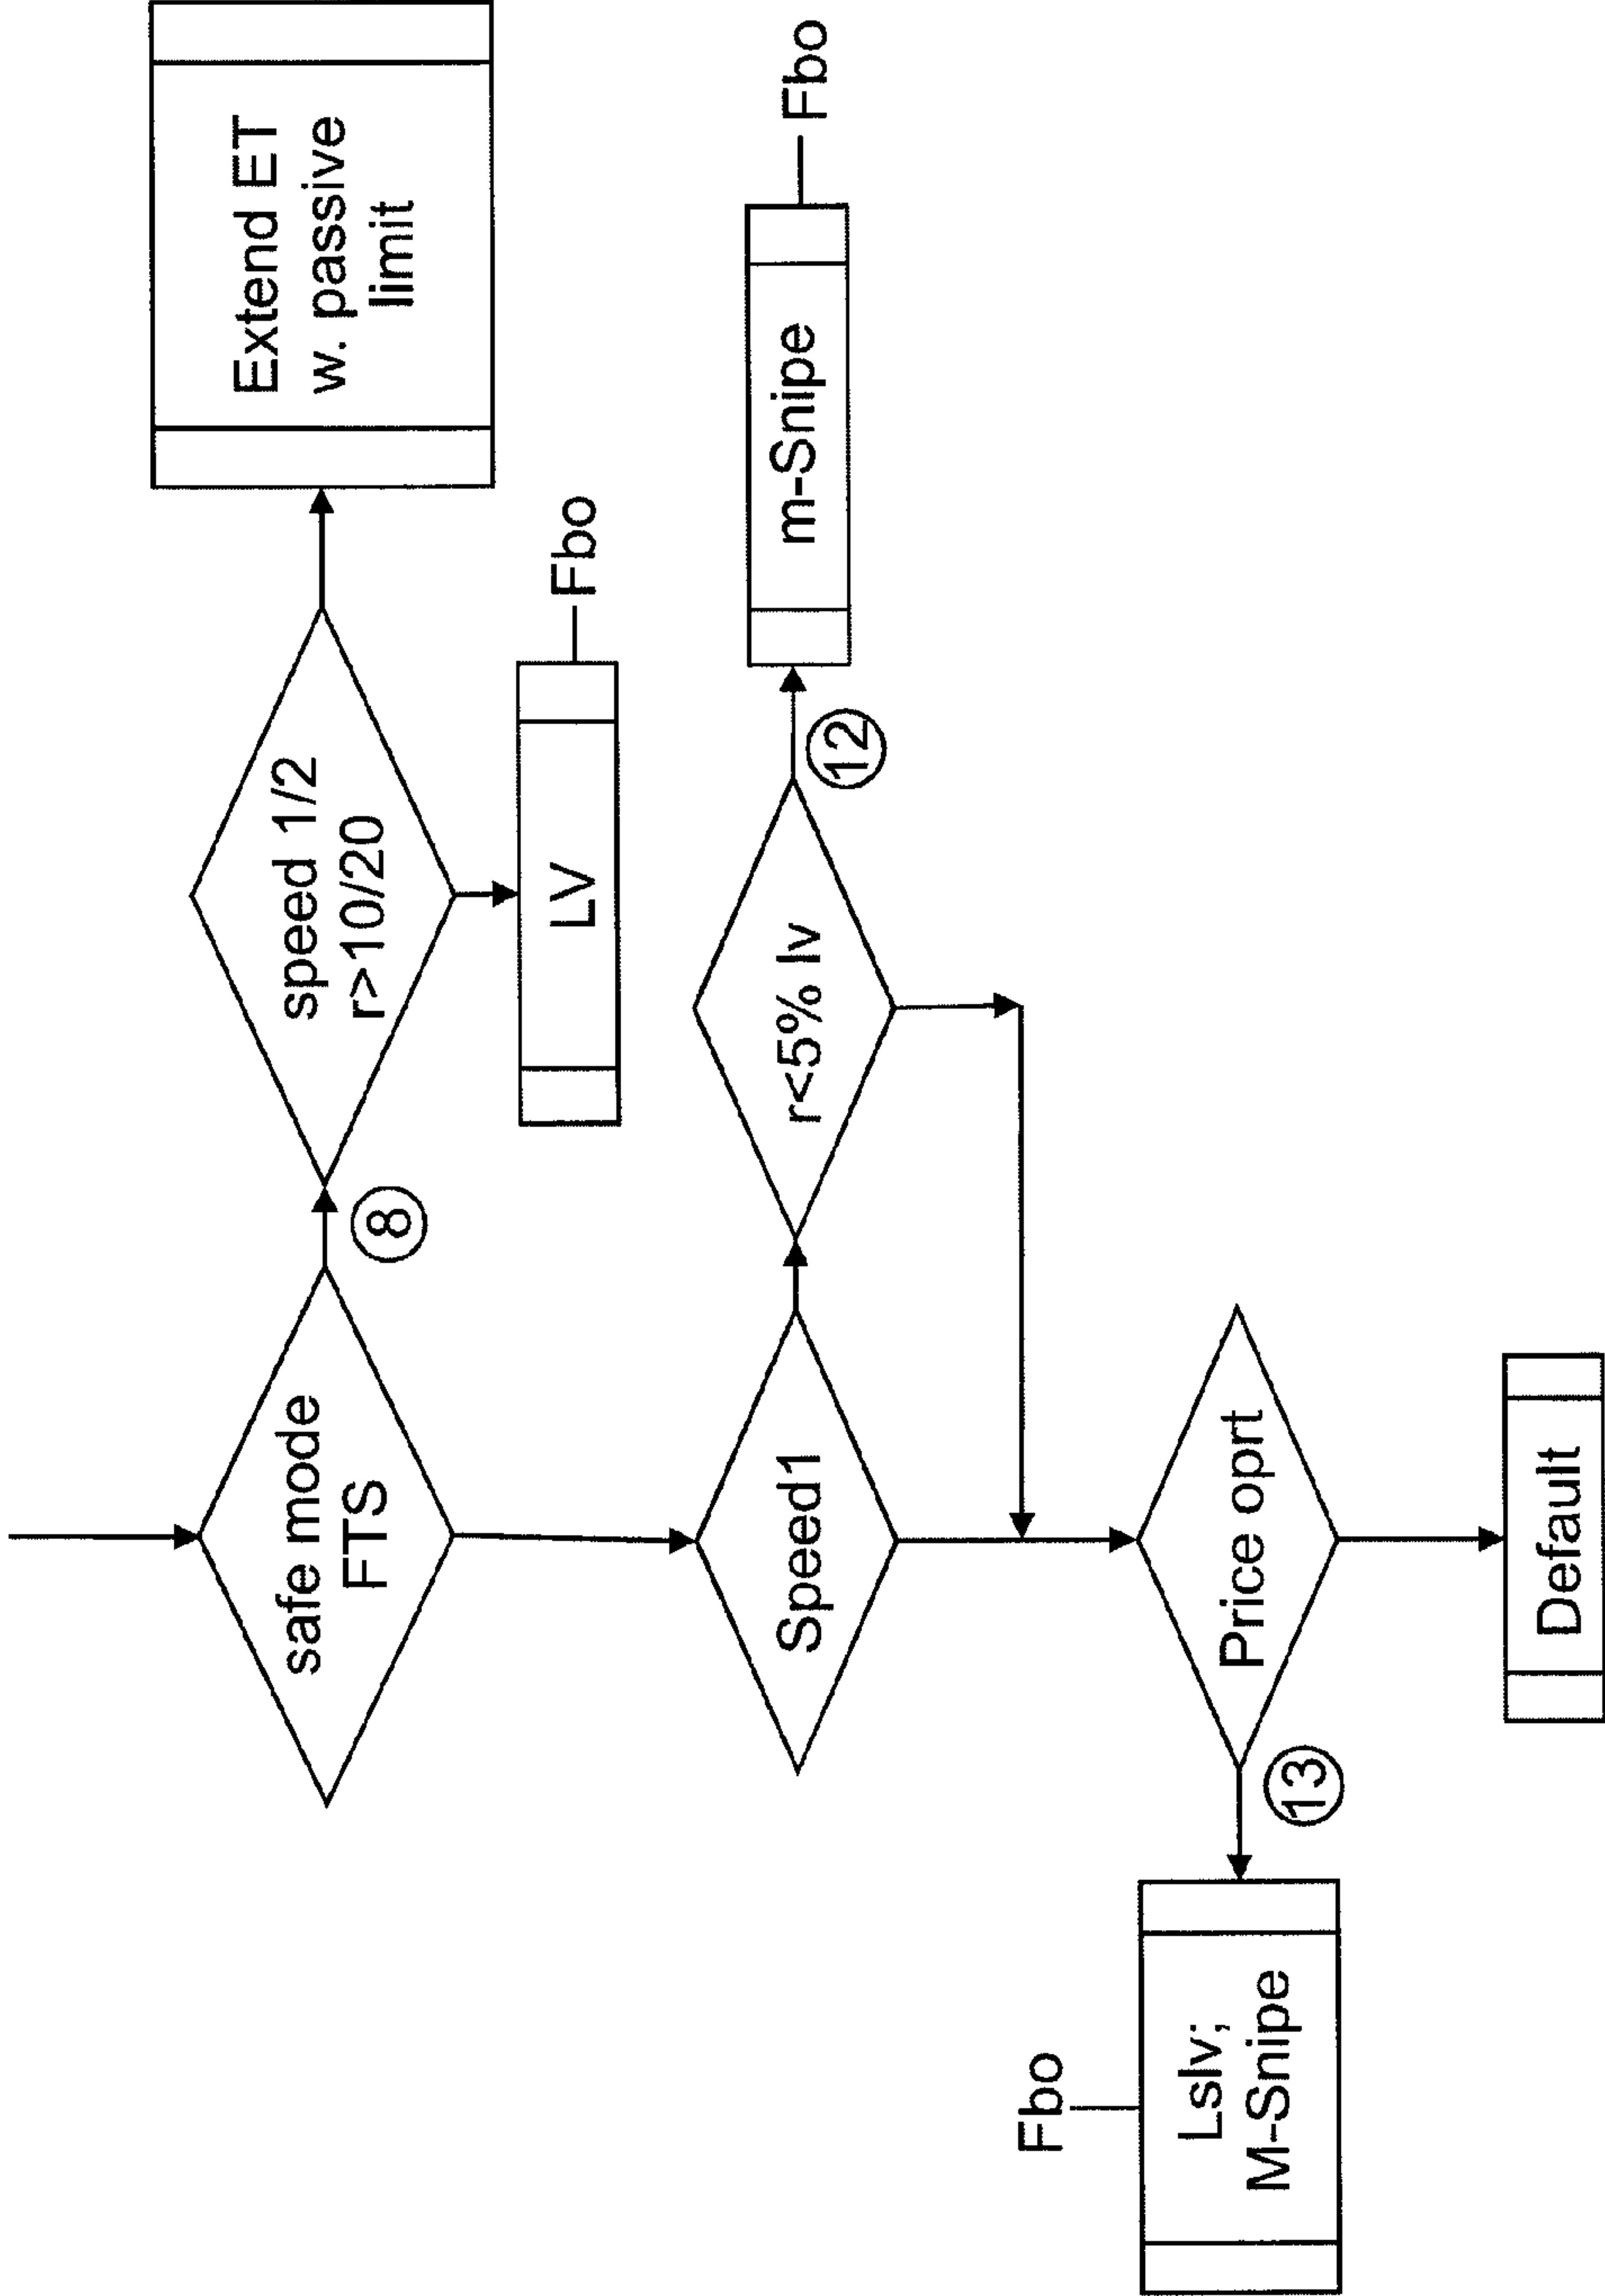 safe mode
FTS
8
speed 1/2
r>10/20
Extend ET
w. passive
limit
LV
Fbo
Speed1
r<5% lv
12
m-Snipe
Fbo
Price oprt
13
Fbo
Lslv;
M-Snipe
Default